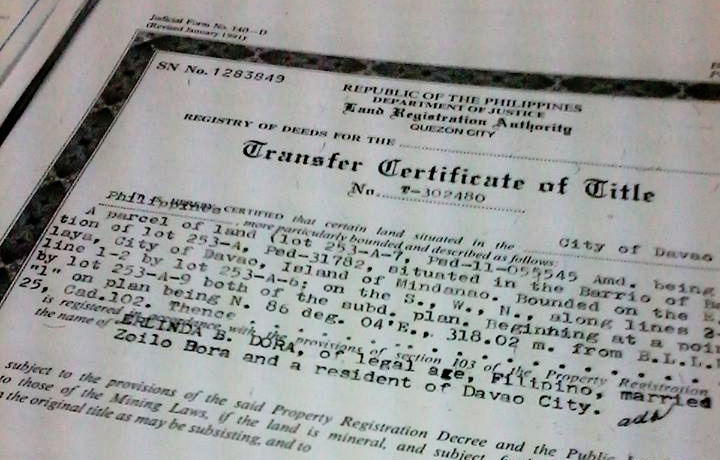 Judicial Form No. 140—D
(Revised January 1991)
SN No. 1283849
REPUBLIC OF THE PHILIPPINES
DEPARTMENT OF JUSTICE
Land Registration Authority
QUEZON CITY
REGISTRY OF DEEDS FOR THE
Transfer Certificate of Title
No. T-302480
IT IS HEREBY CERTIFIED that certain land situated in the City of Davao
Philippines, more particularly bounded and described as follows:
A parcel of land (lot 253-A-7, Psd-11-055545 Amd. being
tion of lot 253-A, Psd-31782, situated in the Barrio of
laya, City of Davao, Island of Mindanao. Bounded on the E.
line 1-2 by lot 253-A-6; on the S., W., N., along lines 2-
by lot 253-A-9 both of the subd. plan. Beginning at a poin
"1" on plan being N. 86 deg. 04'E., 318.02 m. from B.L.L.
25, Cad.102. Thence
is registered in accordance with the provisions of section 103 of the Property Registration
the name of ERLINDA B. DORA, of legal age, Filipino, married
Zoilo Dora and a resident of Davao City.
subject to the provisions of the said Property Registration Decree and the Public
to those of the Mining Laws, if the land is mineral, and subject
the original title as may be subsisting, and to